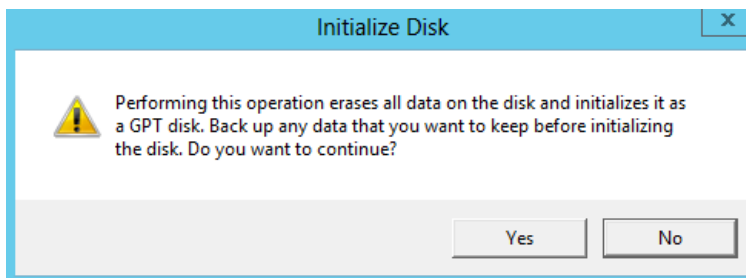 Initialize Disk
x
Performing this operation erases all data on the disk and initializes it as
a GPT disk. Back up any data that you want to keep before initializing
the disk. Do you want to continue?
Yes
No